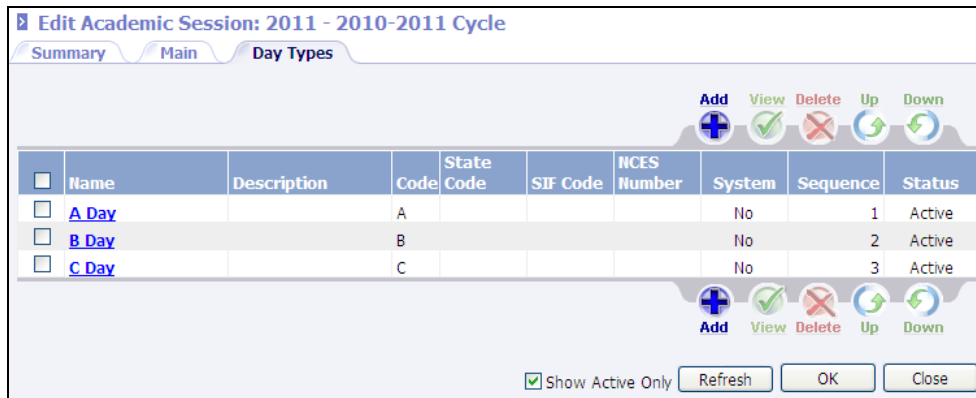 Edit Academic Session: 2011 - 2010-2011 Cycle
Summary Main Day Types
Add View Delete Up Down
Name Description Code State Code SIF Code NCES Number System Sequence Status
A Day A No 1 Active
B Day B No 2 Active
C Day C No 3 Active
Add View Delete Up Down
Show Active Only Refresh OK Close